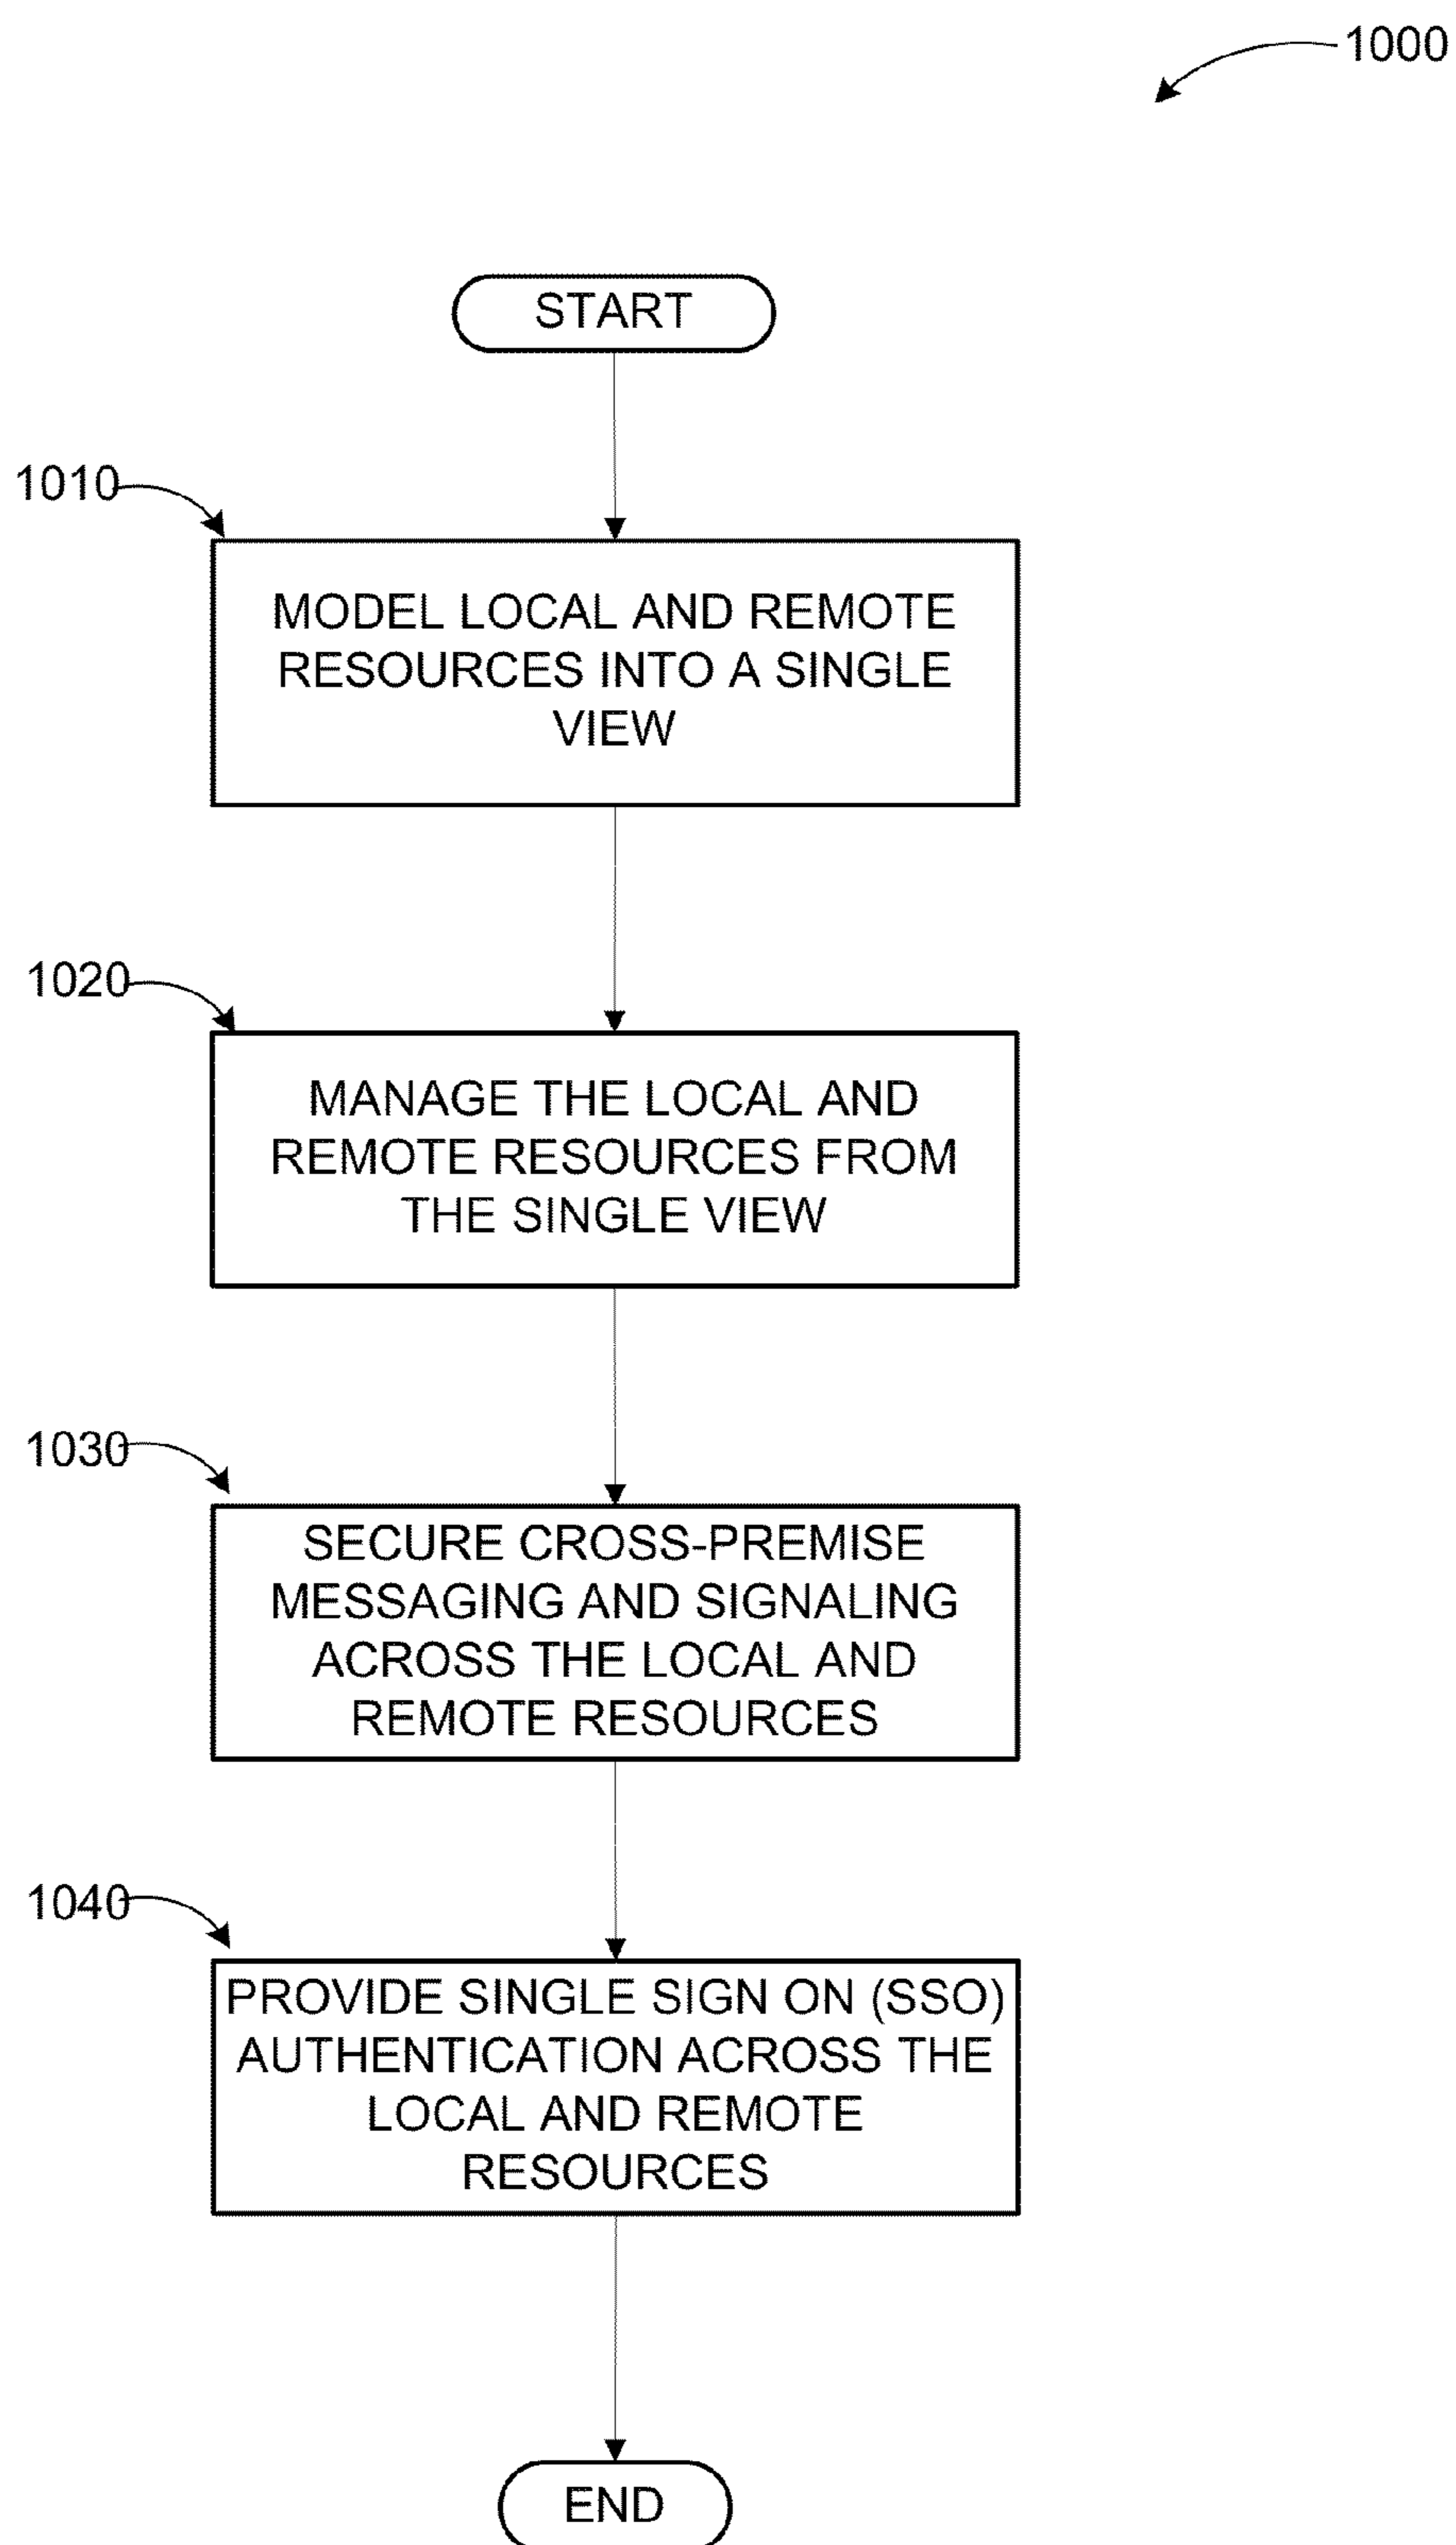 1000
START
1010
MODEL LOCAL AND REMOTE
RESOURCES INTO A SINGLE
VIEW
1020
MANAGE THE LOCAL AND
REMOTE RESOURCES FROM
THE SINGLE VIEW
1030
SECURE CROSS-PREMISE
MESSAGING AND SIGNALING
ACROSS THE LOCAL AND
REMOTE RESOURCES
1040
PROVIDE SINGLE SIGN ON (SSO)
AUTHENTICATION ACROSS THE
LOCAL AND REMOTE
RESOURCES
END